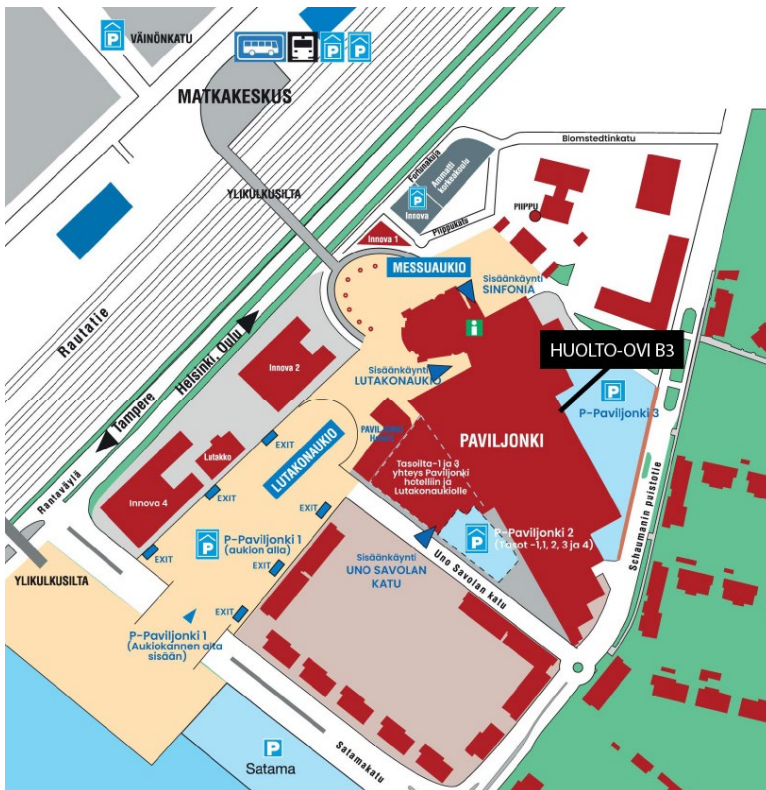 P
VÄINÖNKATU
P
P
MATKAKESKUS
Blomstedtinkatu
Fortunakuja
Ammatti
korkeakoulu
P
Innova
Piippukatu
PIIPPU
YLIKULKUSILTA
Innova 1
MESSUAUKIO
Sisäänkäynti
SINFONIA
i
HUOLTO-OVI B3
Rautatie
Helsinki, Oulu
Tampere
Innova 2
Sisäänkäynti
LUTAKONAUKIO
P
P-Paviljonki 3
PAVILJONKI
Tasoilta-1 ja 3
yhteys Paviljonki
hotelliin ja
Lutakonaukiolle
EXIT
LUTAKONAUKIO
Lutakko
Rantaväylä
Innova 4
EXIT
EXIT
P
P-Paviljonki 1
(aukion alla)
P
P-Paviljonki 2
(Tasot -1,1, 2, 3 ja 4)
Schaumanin puistotie
Sisäänkäynti
UNO SAVOLAN
KATU
Uno Savolan katu
EXIT
EXIT
YLIKULKUSILTA
EXIT
P-Paviljonki 1
(Aukiokannen alta
sisään)
P
Satama
Satamakatu